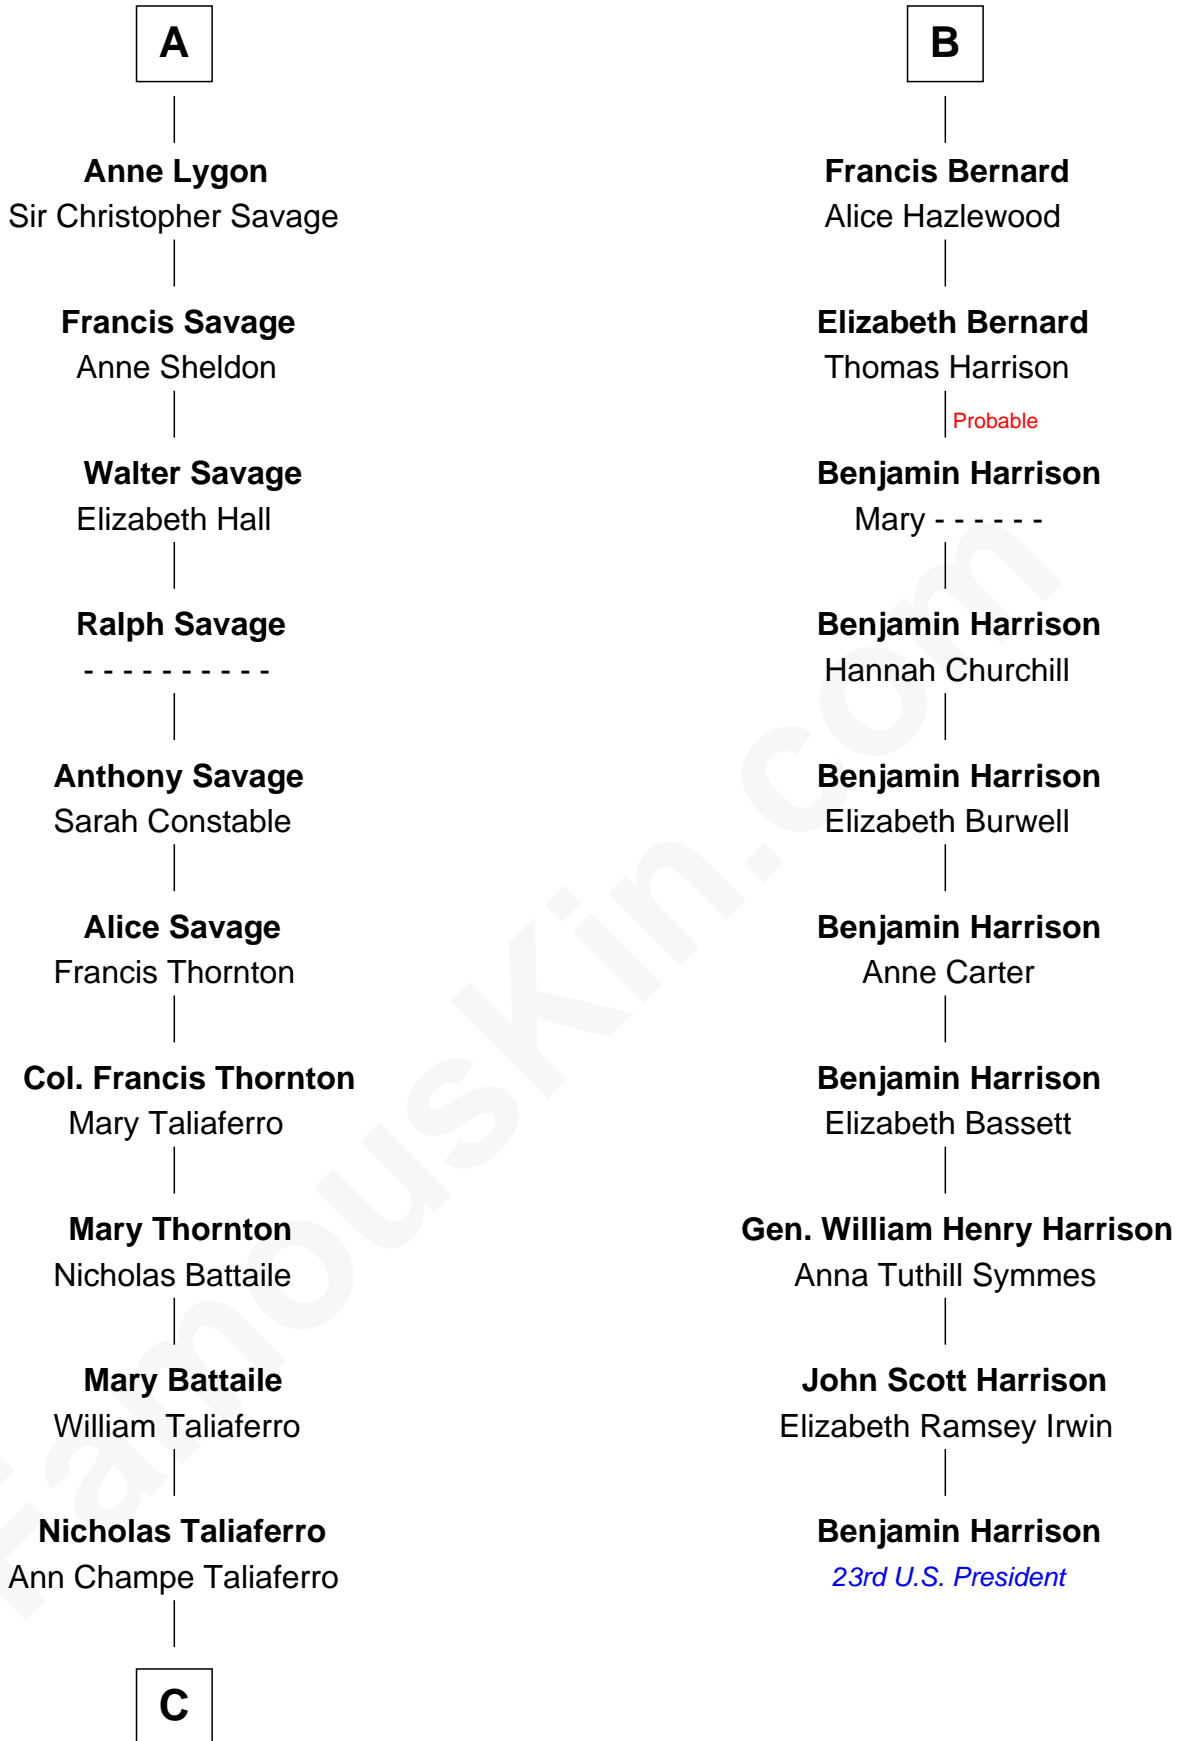 A
Anne Lygon
Sir Christopher Savage
Francis Savage
Anne Sheldon
Walter Savage
Elizabeth Hall
Ralph Savage
- - - - - - - - - -
Anthony Savage
Sarah Constable
Alice Savage
Francis Thornton
Col. Francis Thornton
Mary Taliaferro
Mary Thornton
Nicholas Battaile
Mary Battaile
William Taliaferro
Nicholas Taliaferro
Ann Champe Taliaferro
C
B
Francis Bernard
Alice Hazlewood
Elizabeth Bernard
Thomas Harrison
Probable
Benjamin Harrison
Mary - - - - - -
Benjamin Harrison
Hannah Churchill
Benjamin Harrison
Elizabeth Burwell
Benjamin Harrison
Anne Carter
Benjamin Harrison
Elizabeth Bassett
Gen. William Henry Harrison
Anna Tuthill Symmes
John Scott Harrison
Elizabeth Ramsey Irwin
Benjamin Harrison
23rd U.S. President
FamousKin.com